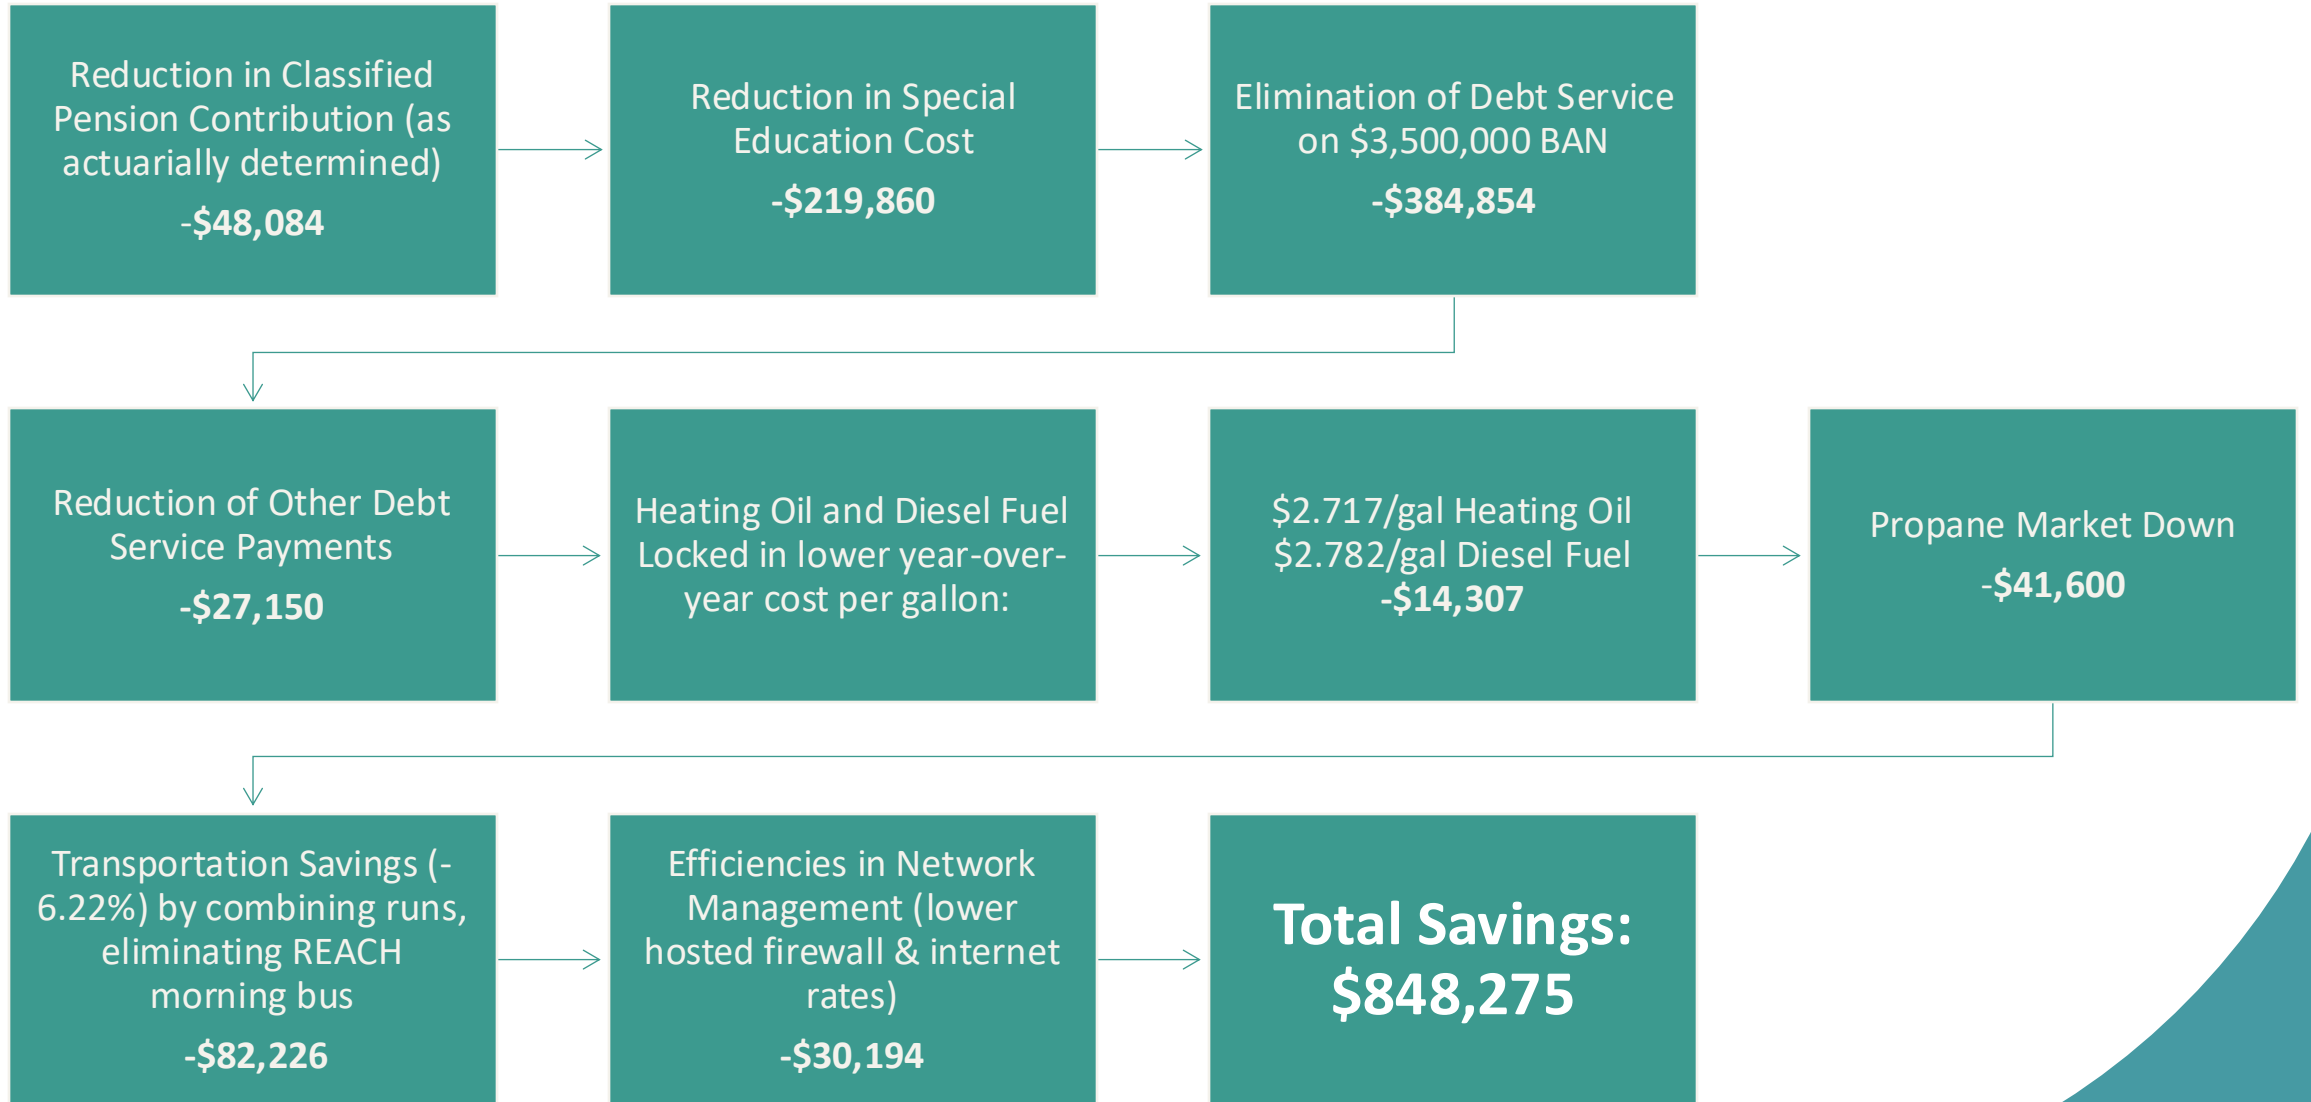 Reduction in Classified
Pension Contribution (as
actuarially determined)
-$48,084
Reduction in Special
Education Cost
-$219,860
Elimination of Debt Service
on $3,500,000 BAN
-$384,854
Reduction of Other Debt
Service Payments
-$27,150
Heating Oil and Diesel Fuel
Locked in lower year-over-
year cost per gallon:
$2.717/gal Heating Oil
$2.782/gal Diesel Fuel
-$14,307
Propane Market Down
-$41,600
Transportation Savings (-
6.22%) by combining runs,
eliminating REACH
morning bus
-$82,226
Efficiencies in Network
Management (lower
hosted firewall & internet
rates)
-$30,194
Total Savings:
$848,275